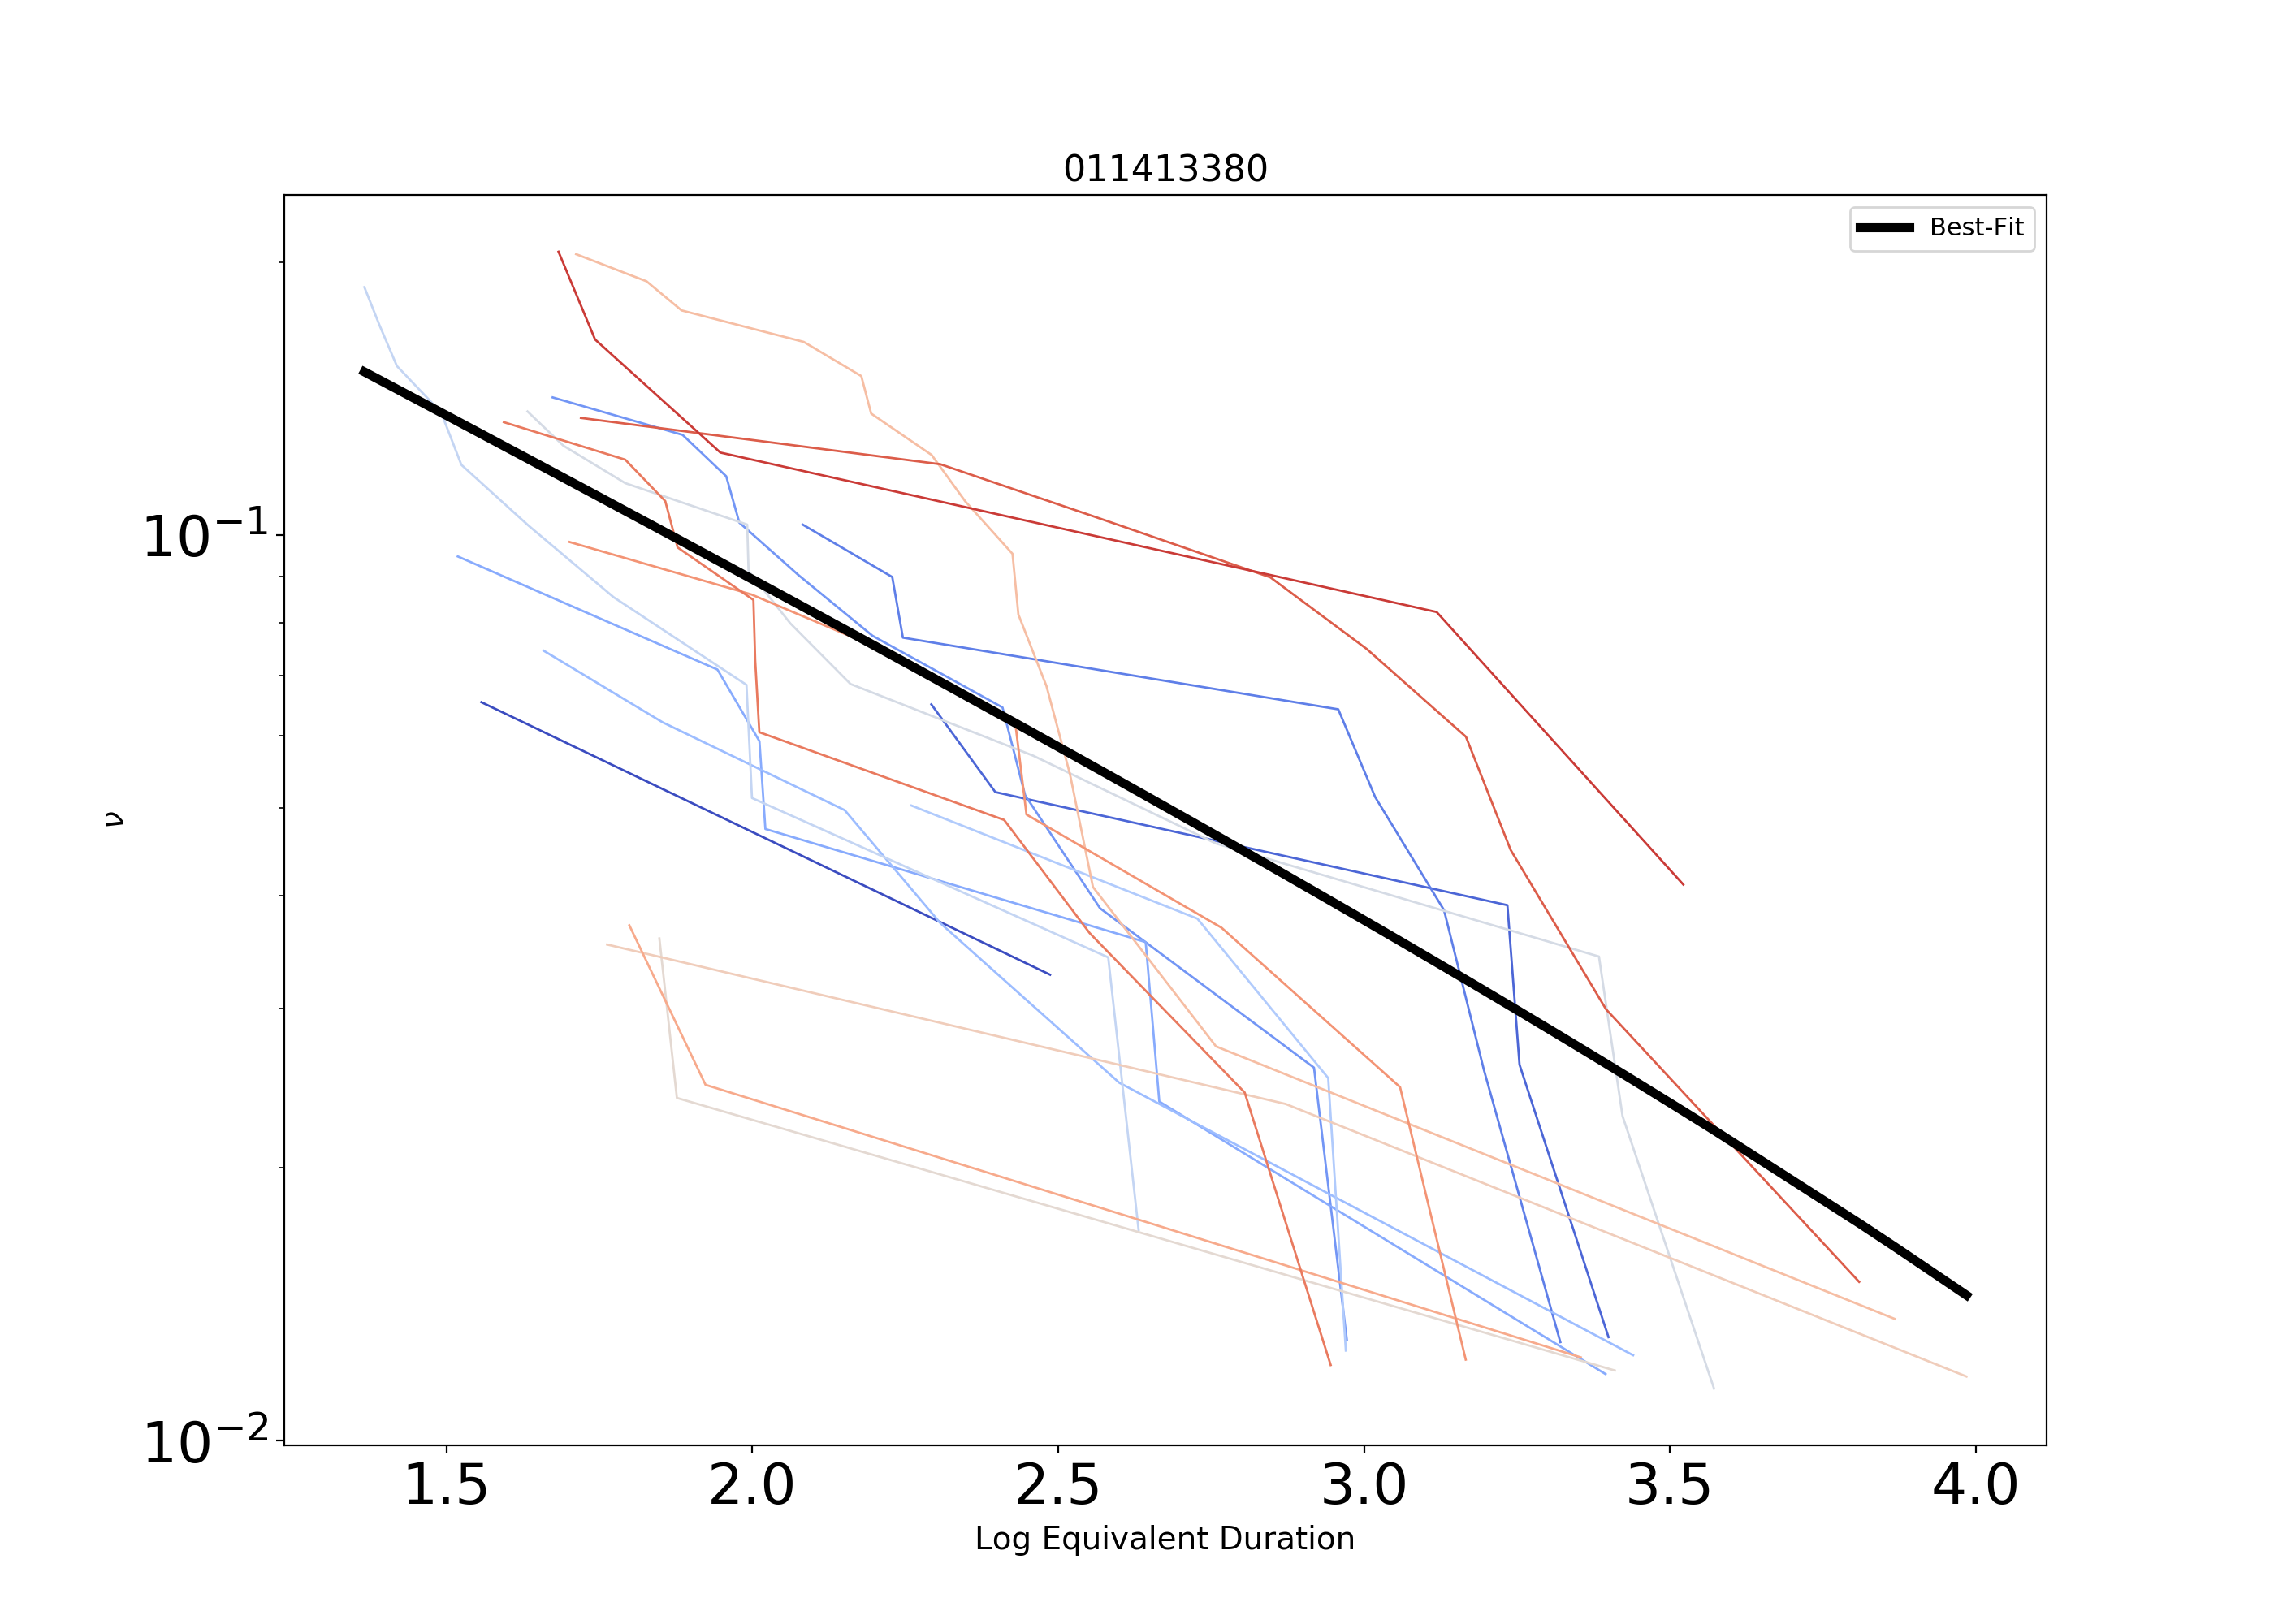 011413380
Best-Fit
10⁻¹
ν
10⁻²
1.5 2.0 2.5 3.0 3.5 4.0
Log Equivalent Duration